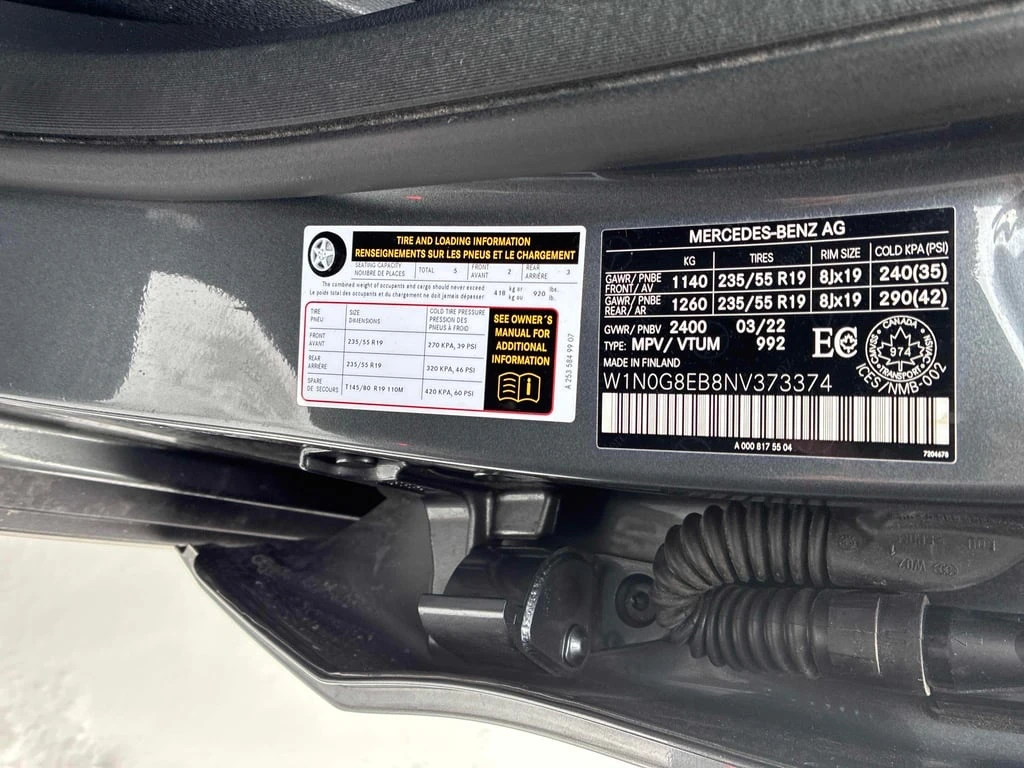 TIRE AND LOADING INFORMATION
RENSEIGNEMENTS SUR LES PNEUS ET LE CHARGEMENT
SEATING CAPACITY
NOMBRE DE PLACES
TOTAL 5
FRONT
AVANT 2
REAR
ARRIÈRE 3
The combined weight of occupants and cargo should never exceed
Le poids total des occupants et du chargement ne doit jamais dépasser
418 kg or
kg ou
920 lbs.
lb.
TIRE
PNEU
SIZE
DIMENSIONS
COLD TIRE PRESSURE
PRESSION DES
PNEUS À FROID
FRONT
AVANT
235/55 R19
270 KPA, 39 PSI
REAR
ARRIÈRE
235/55 R19
320 KPA, 46 PSI
SPARE
DE SECOURS
T145/80 R19 110M
420 KPA, 60 PSI
SEE OWNER´S
MANUAL FOR
ADDITIONAL
INFORMATION
A 253 584 99 07
MERCEDES-BENZ AG
KG TIRES RIM SIZE COLD KPA(PSI)
GAWR/PNBE
FRONT/AV
1140 235/55 R19 8Jx19 240(35)
GAWR/PNBE
REAR/AR
1260 235/55 R19 8Jx19 290(42)
GVWR/PNBV 2400 03/22
TYPE: MPV/VTUM 992
EC
MADE IN FINLAND
CANADA
974
TRANSPORT
ICES/NMB-002
W1N0G8EB8NV373374
A 000 817 55 04
7204678